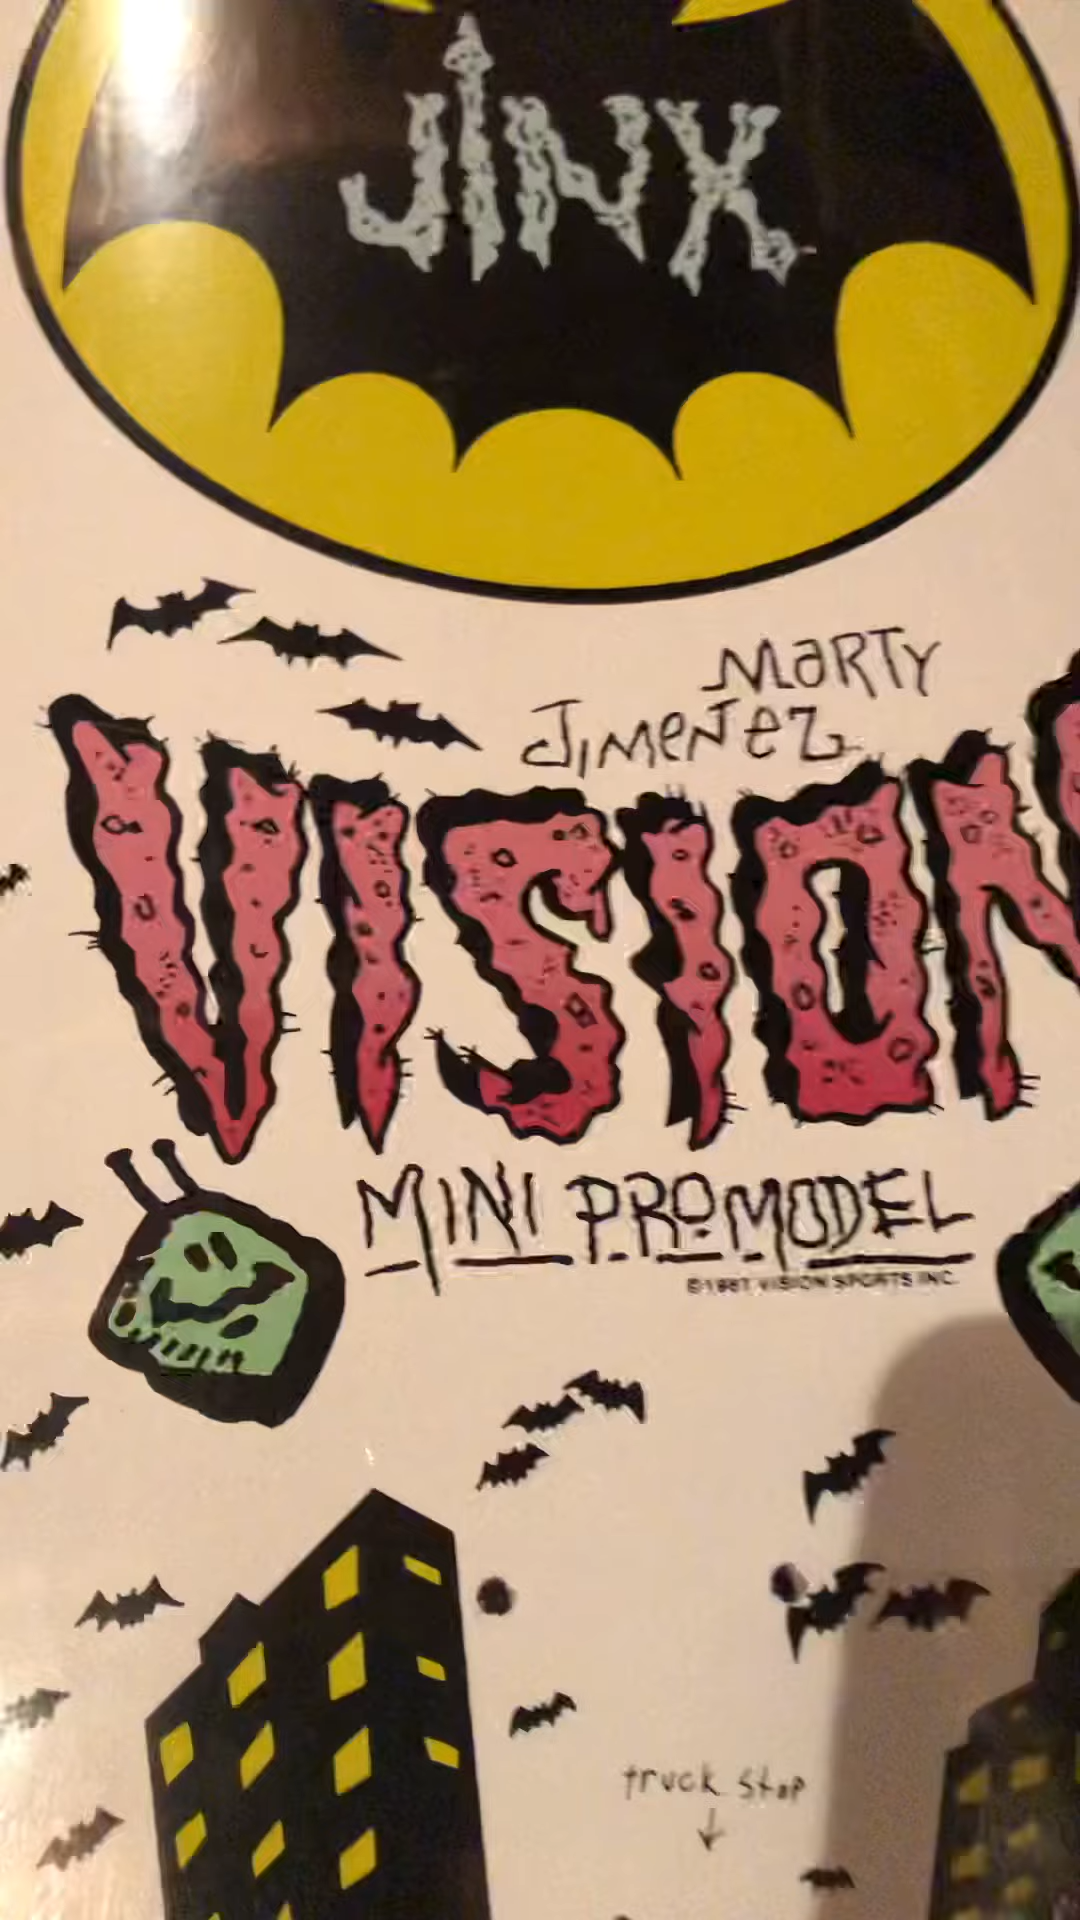 JINX
MARTY
JIMENEZ
VISION
MINI PRO MODEL
©1987 VISION SPORTS INC.
truck stop